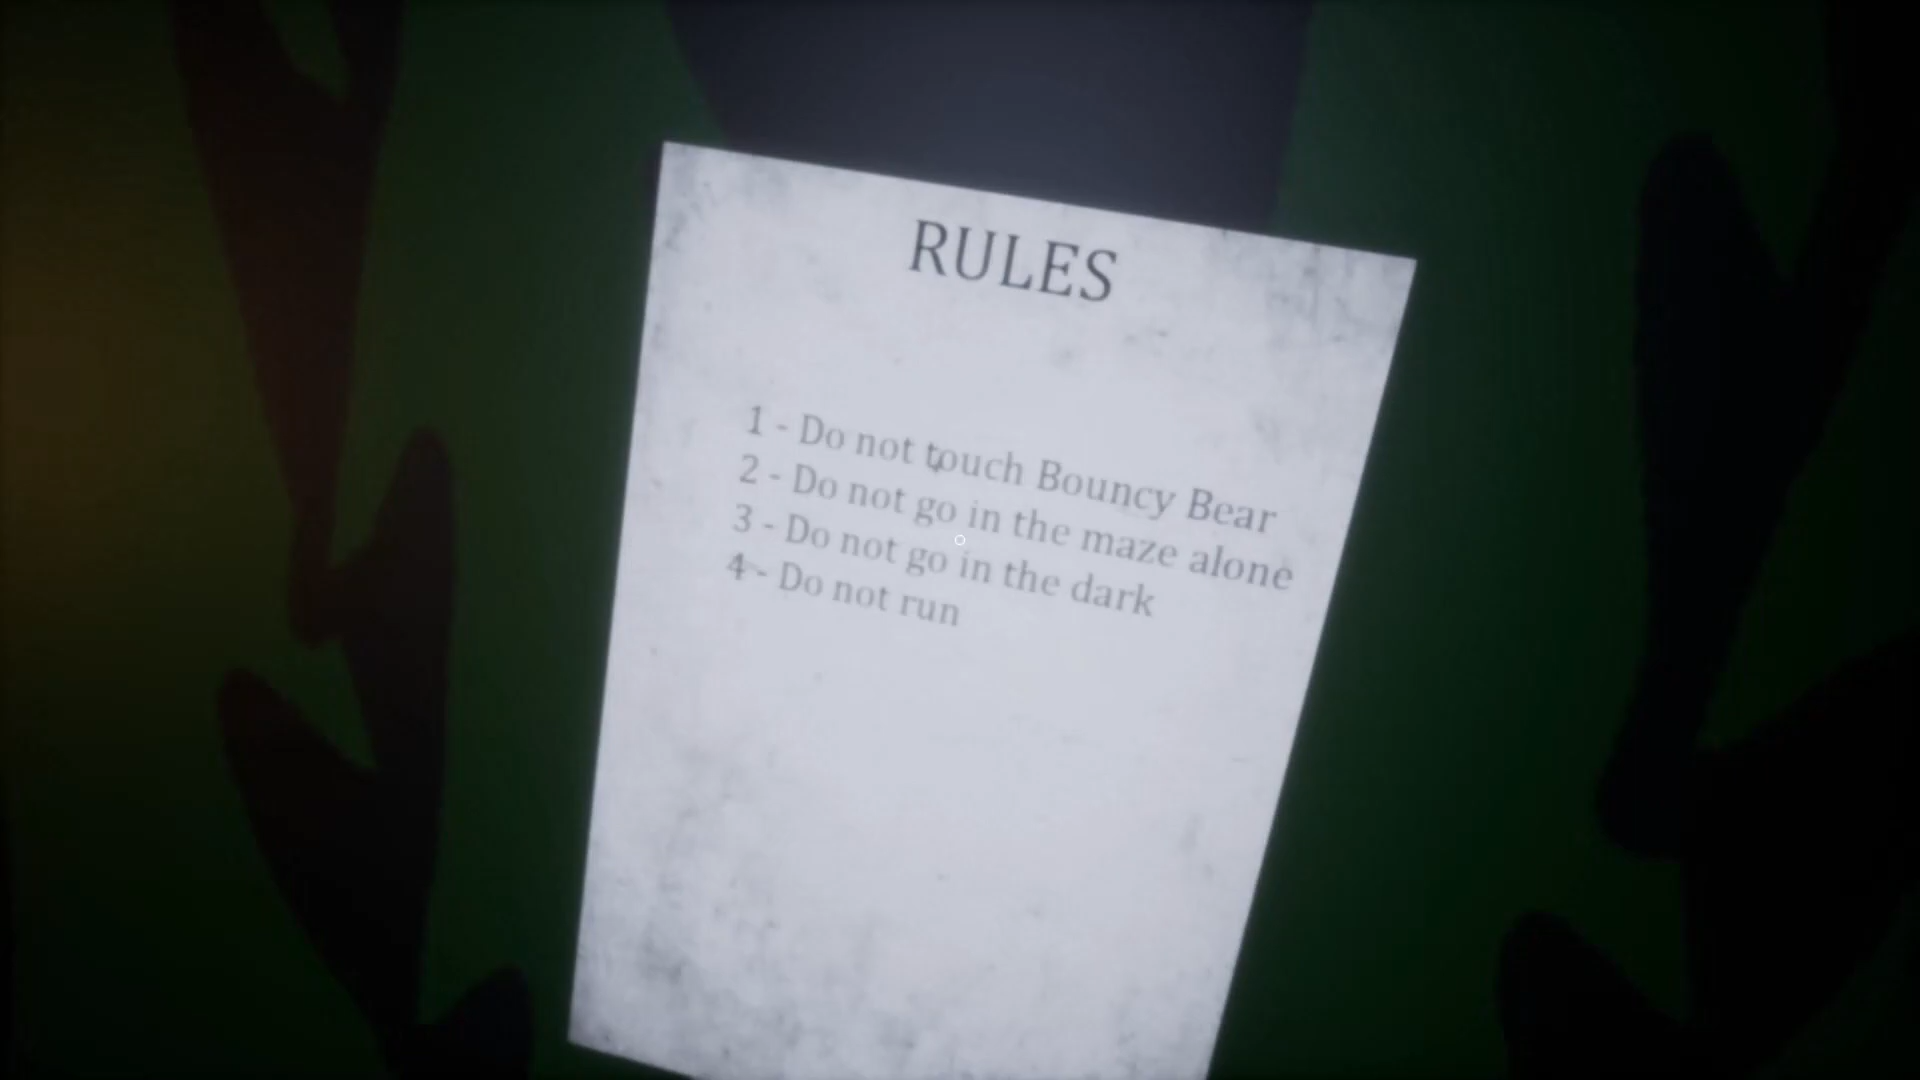 RULES
1 - Do not touch Bouncy Bear
2 - Do not go in the maze alone
3 - Do not go in the dark
4 - Do not run